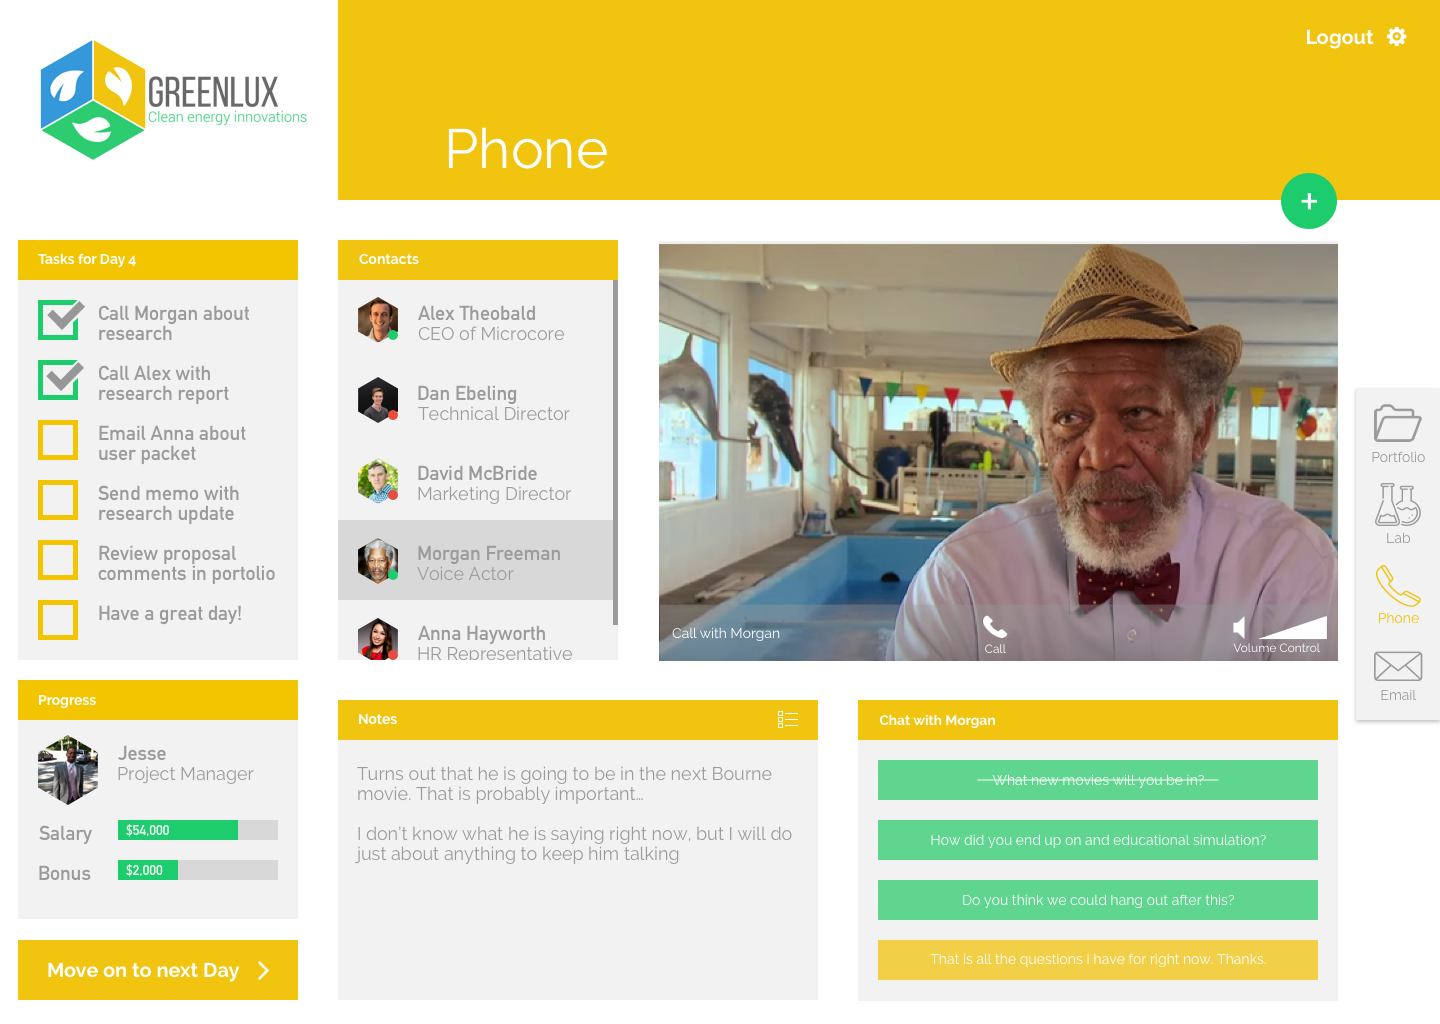 GREENLUX
Clean energy innovations
Logout
Phone
Tasks for Day 4
Call Morgan about
research
Call Alex with
research report
Email Anna about
user packet
Send memo with
research update
Review proposal
comments in portolio
Have a great day!
Progress
Jesse
Project Manager
Salary
$54,000
Bonus
$2,000
Move on to next Day
Contacts
Alex Theobald
CEO of Microcore
Dan Ebeling
Technical Director
David McBride
Marketing Director
Morgan Freeman
Voice Actor
Anna Hayworth
HR Representative
Call with Morgan
Call
Volume Control
Notes
Turns out that he is going to be in the next Bourne
movie. That is probably important...
I don't know what he is saying right now, but I will do
just about anything to keep him talking
Chat with Morgan
What new movies will you be in?
How did you end up on and educational simulation?
Do you think we could hang out after this?
That is all the questions I have for right now. Thanks.
Portfolio
Lab
Phone
Email